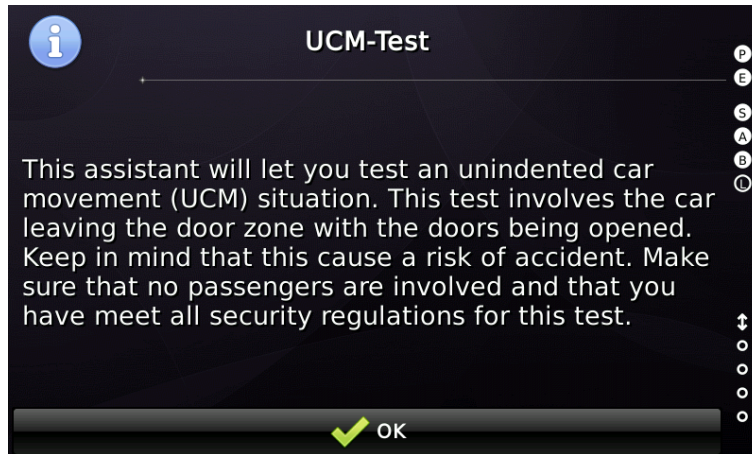 UCM-Test
This assistant will let you test an unindented car
movement (UCM) situation. This test involves the car
leaving the door zone with the doors being opened.
Keep in mind that this cause a risk of accident. Make
sure that no passengers are involved and that you
have meet all security regulations for this test.
OK
P
E
S
A
B
L